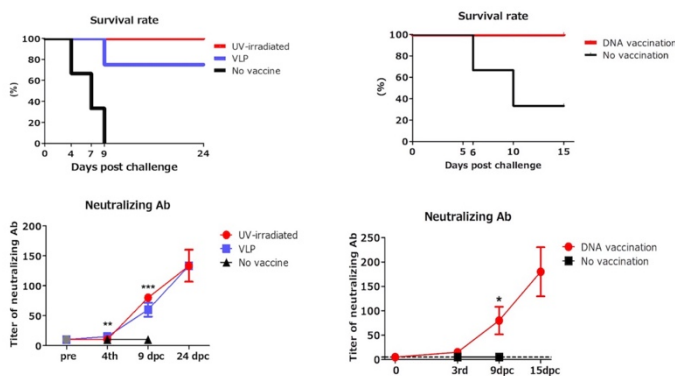 Survival rate
UV-irradiated
VLP
No vaccine
100
80
60
40
20
0
(%)
0 4 7 9 24
Days post challenge
Survival rate
DNA vaccination
No vaccination
100
80
60
40
20
0
(%)
0 5 6 10 15
Days post challenge
Neutralizing Ab
UV-irradiated
VLP
No vaccine
Titer of neutralizing Ab
200
150
100
50
0
** ***
pre 4th 9 dpc 24 dpc
Neutralizing Ab
DNA vaccination
No vaccination
Titer of neutralizing Ab
250
200
150
100
50
0
*
0 3rd 9dpc 15dpc